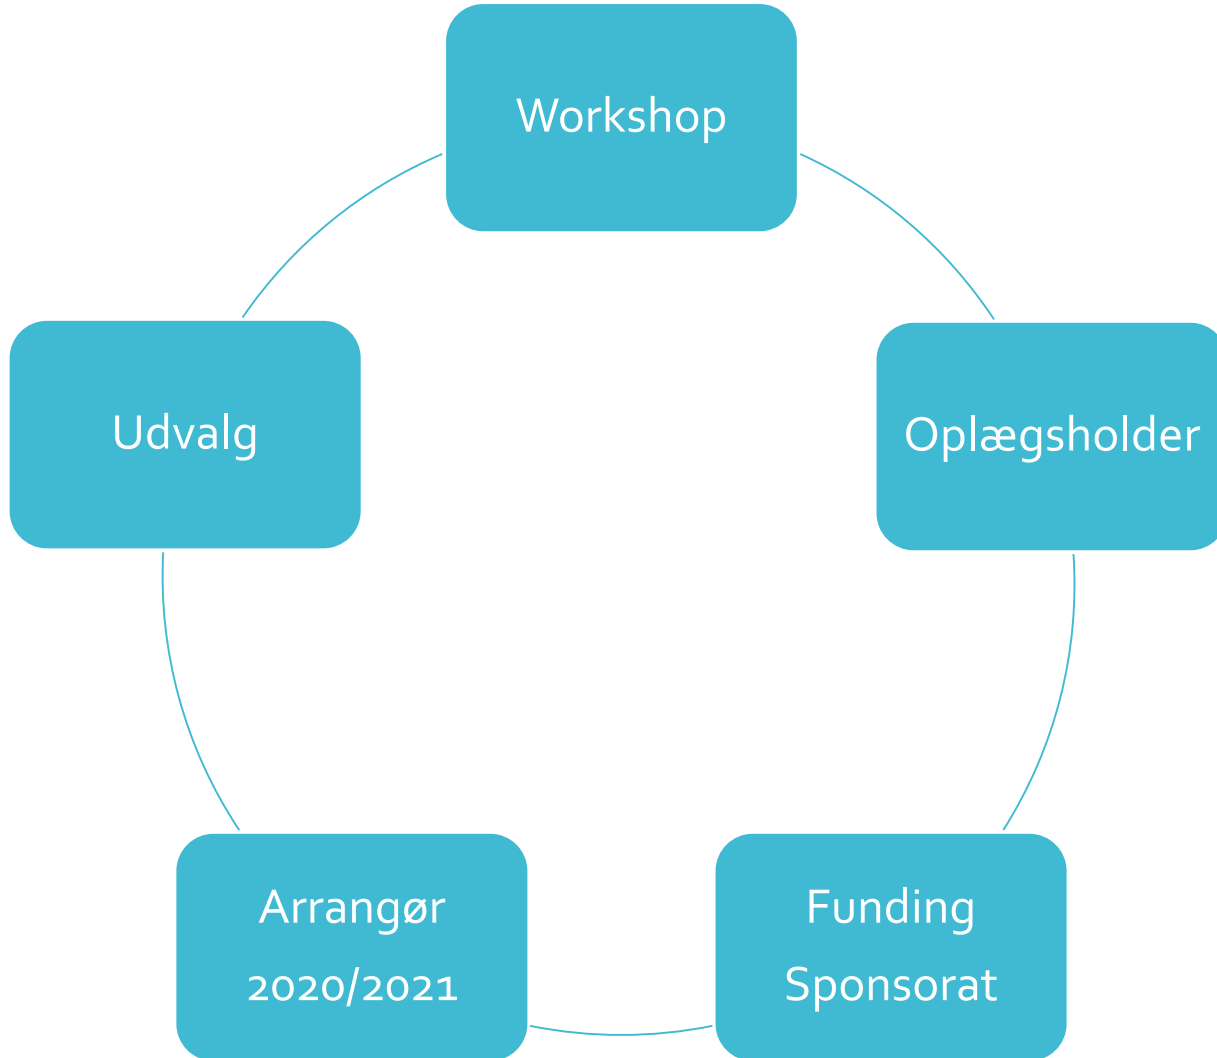 Workshop
Oplægsholder
Funding
Sponsorat
Arrangør
2020/2021
Udvalg